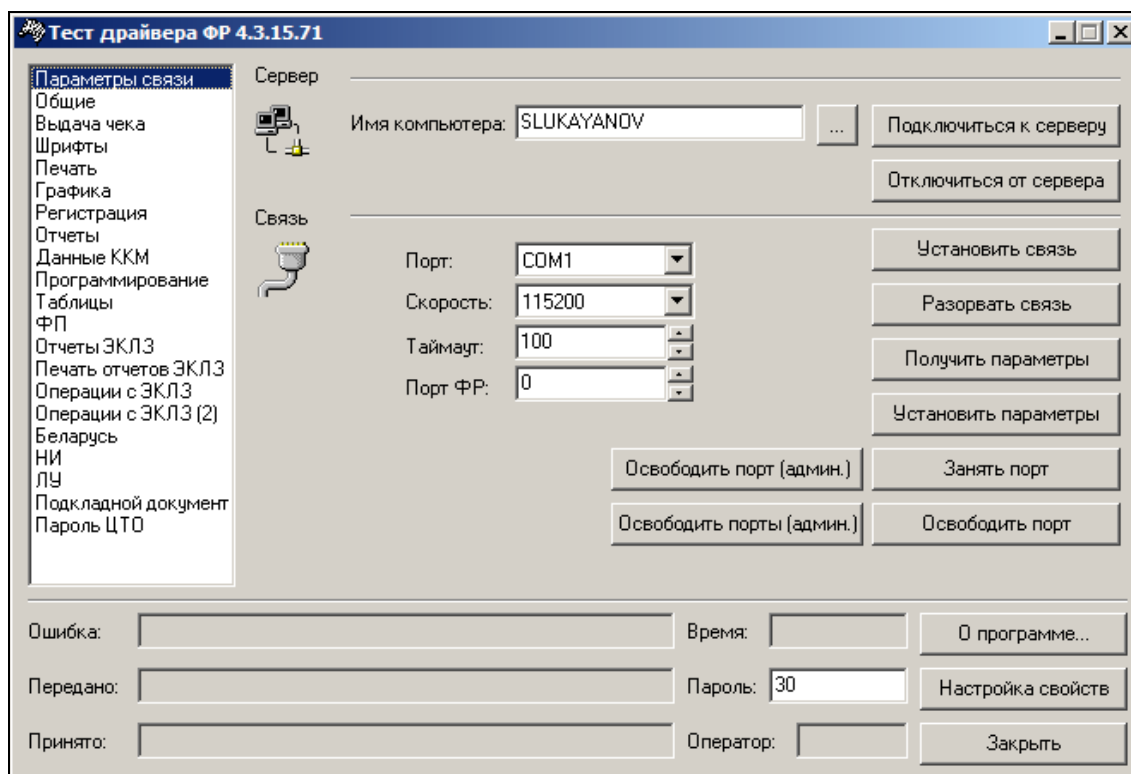 Тест драйвера ФР 4.3.15.71
Параметры связи
Общие
Выдача чека
Шрифты
Печать
Графика
Регистрация
Отчеты
Данные ККМ
Программирование
Таблицы
ФП
Отчеты ЭКЛЗ
Печать отчетов ЭКЛЗ
Операции с ЭКЛЗ
Операции с ЭКЛЗ (2)
Беларусь
НИ
ЛУ
Подкладной документ
Пароль ЦТО
Сервер
Имя компьютера: SLUKAYANOV ... Подключиться к серверу
Отключиться от сервера
Связь
Порт: COM1 Установить связь
Скорость: 115200 Разорвать связь
Таймаут: 100 Получить параметры
Порт ФР: 0 Установить параметры
Освободить порт (админ.) Занять порт
Освободить порты (админ.) Освободить порт
Ошибка: Время: О программе...
Передано: Пароль: 30 Настройка свойств
Принято: Оператор: Закрыть